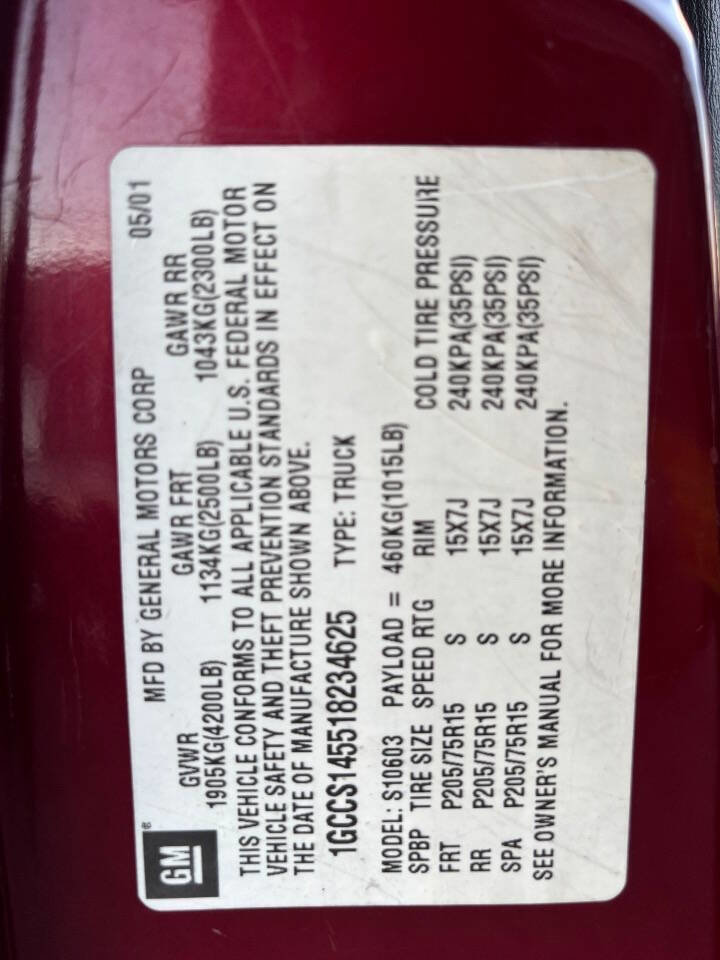 GM®
MFD BY GENERAL MOTORS CORP 05/01
GVWR GAWR FRT GAWR RR
1905KG(4200LB) 1134KG(2500LB) 1043KG(2300LB)
THIS VEHICLE CONFORMS TO ALL APPLICABLE U.S. FEDERAL MOTOR
VEHICLE SAFETY AND THEFT PREVENTION STANDARDS IN EFFECT ON
THE DATE OF MANUFACTURE SHOWN ABOVE.
1GCCS145518234625 TYPE: TRUCK
MODEL: S10603 PAYLOAD = 460KG(1015LB)
SPBP TIRE SIZE SPEED RTG RIM COLD TIRE PRESSURE
FRT P205/75R15 S 15X7J 240KPA(35PSI)
RR P205/75R15 S 15X7J 240KPA(35PSI)
SPA P205/75R15 S 15X7J 240KPA(35PSI)
SEE OWNER'S MANUAL FOR MORE INFORMATION.